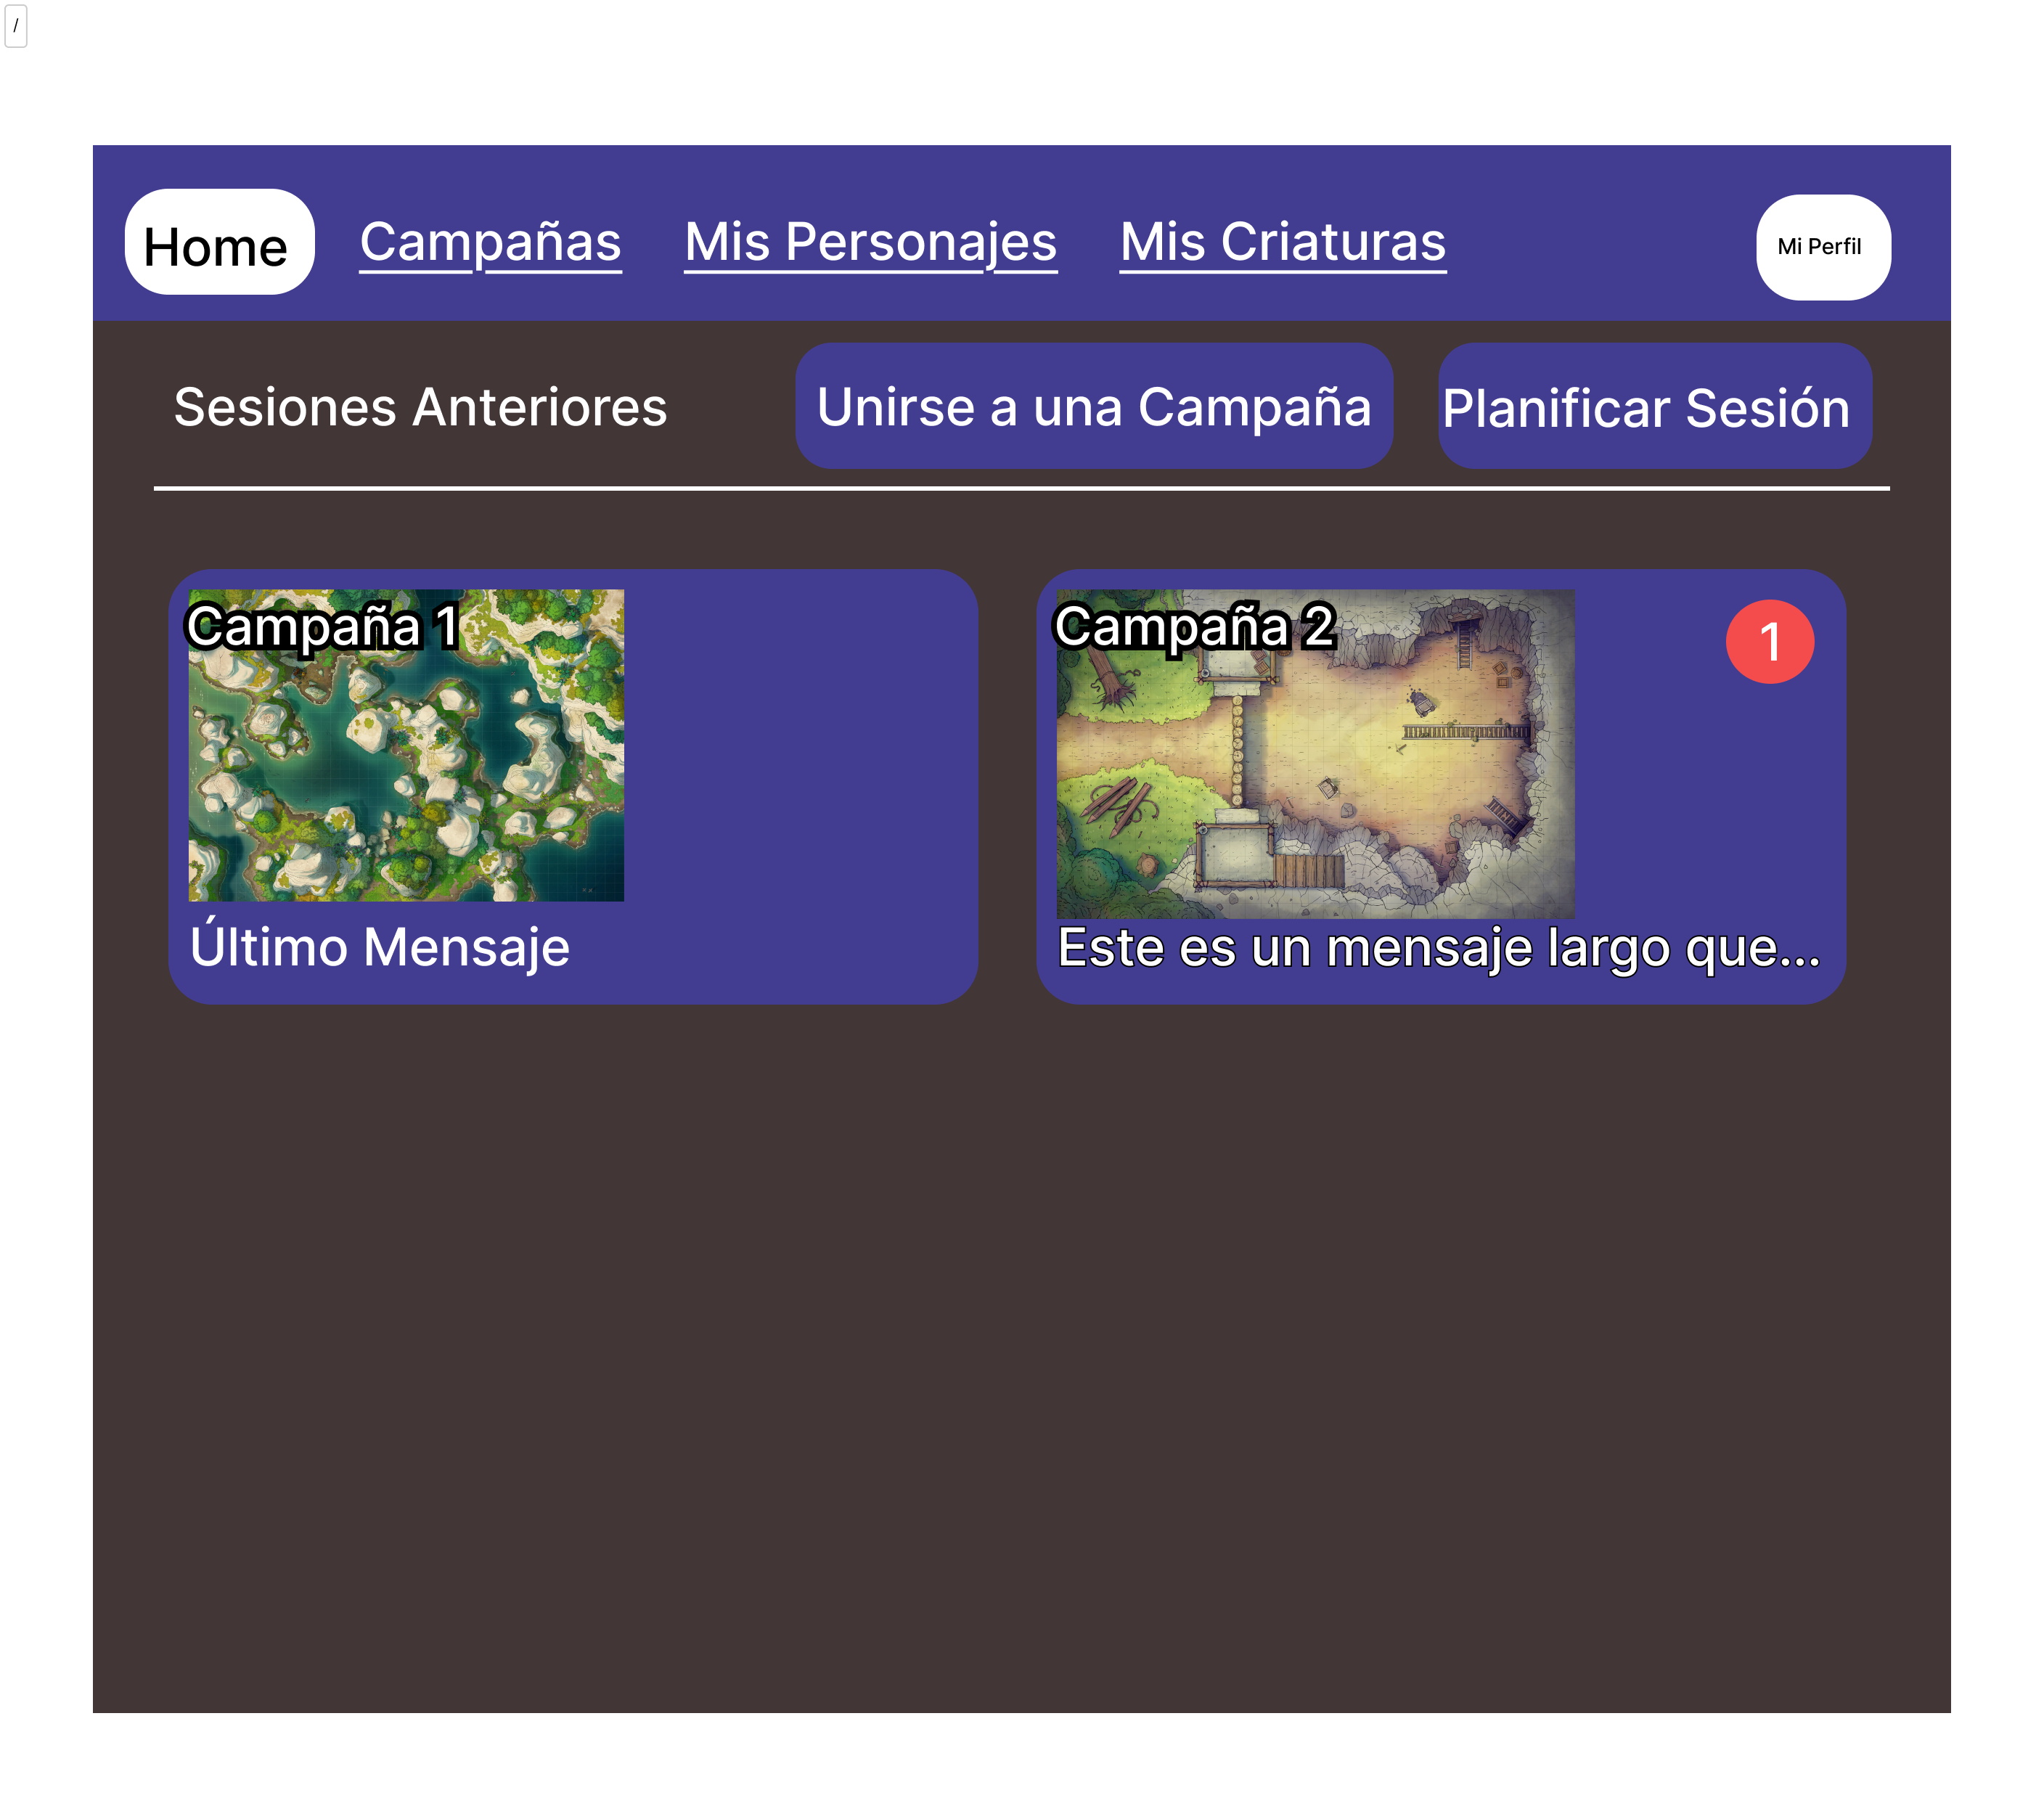 /
Home Campañas Mis Personajes Mis Criaturas Mi Perfil
Sesiones Anteriores Unirse a una Campaña Planificar Sesión
Campaña 1
Último Mensaje
Campaña 2
1
Este es un mensaje largo que...